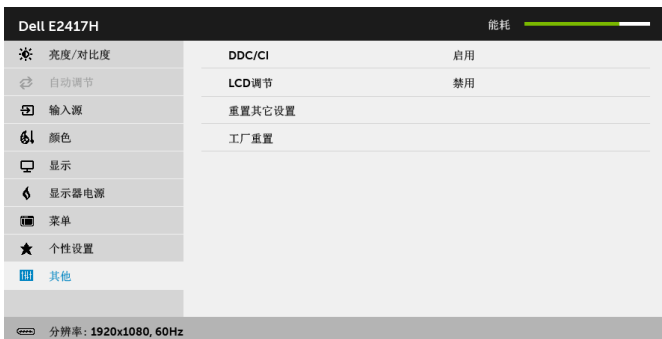 Dell E2417H
能耗
亮度/对比度
DDC/CI 启用
自动调节
LCD调节 禁用
输入源
重置其它设置
颜色
工厂重置
显示
显示器电源
菜单
个性设置
其他
分辨率: 1920x1080, 60Hz